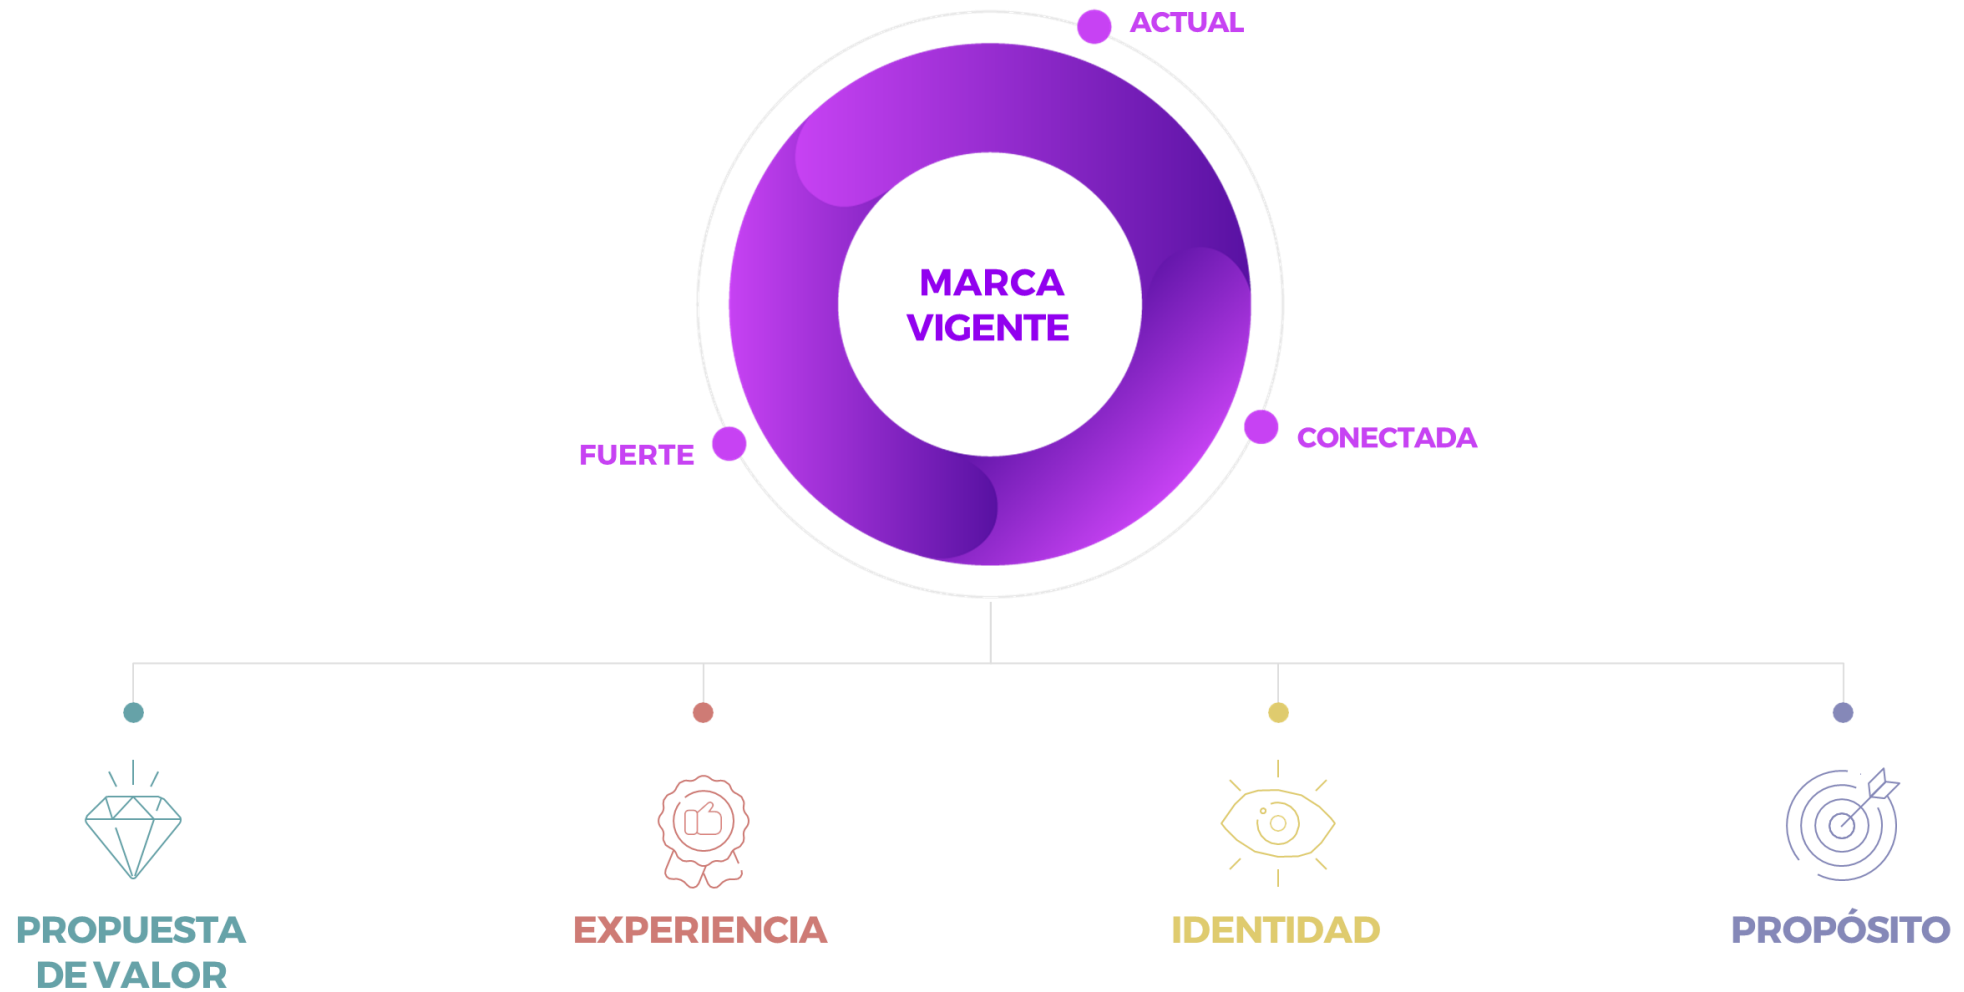 ACTUAL
MARCA
VIGENTE
CONECTADA
FUERTE
PROPUESTA
DE VALOR
EXPERIENCIA
IDENTIDAD
PROPÓSITO